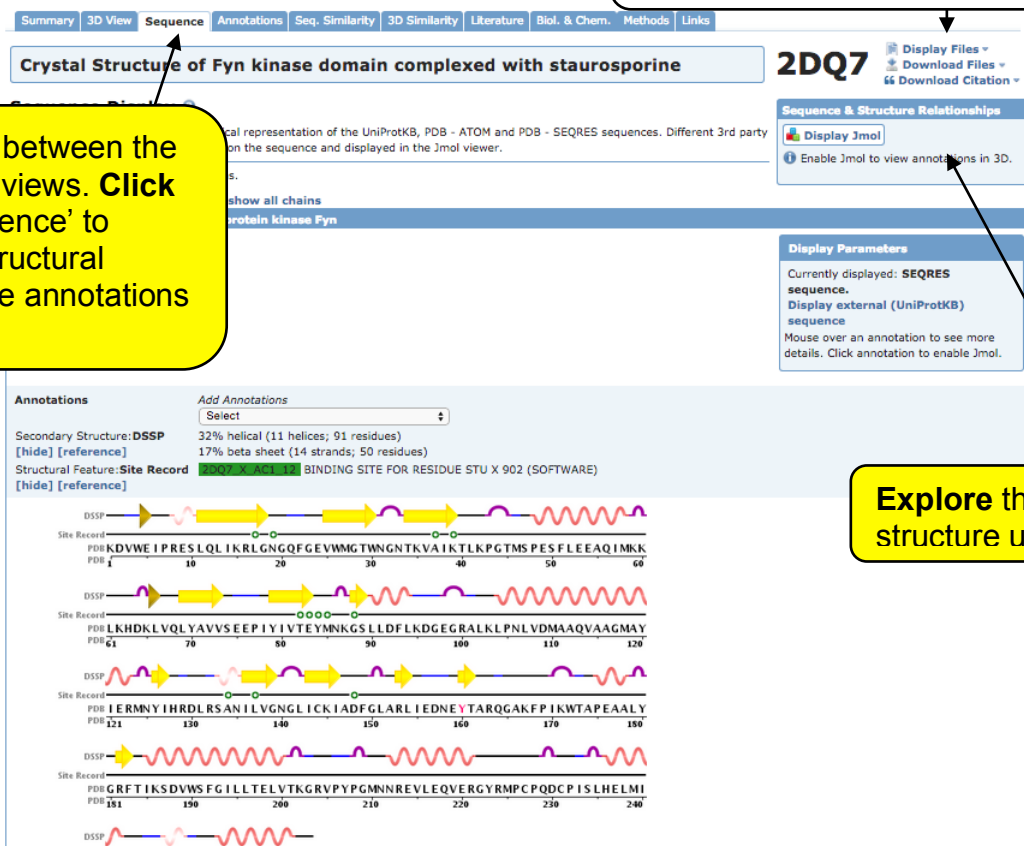 Summary 3D View Sequence Annotations Seq. Similarity 3D Similarity Literature Biol. & Chem. Methods Links
Crystal Structure of Fyn kinase domain complexed with staurosporine
2DQ7
Display Files
Download Files
Download Citation
Sequence & Structure Relationships
Display Jmol
Enable Jmol to view annotations in 3D.
cal representation of the UniProtKB, PDB - ATOM and PDB - SEQRES sequences. Different 3rd party
on the sequence and displayed in the Jmol viewer.
s.
show all chains
protein kinase Fyn
between the
views. Click
ence' to
ructural
e annotations
Display Parameters
Currently displayed: SEQRES
sequence.
Display external (UniProtKB)
sequence
Mouse over an annotation to see more
details. Click annotation to enable Jmol.
Annotations
Add Annotations
Select
Secondary Structure:DSSP 32% helical (11 helices; 91 residues)
[hide] [reference] 17% beta sheet (14 strands; 50 residues)
Structural Feature:Site Record 2DQ7_X_AC1_12 BINDING SITE FOR RESIDUE STU X 902 (SOFTWARE)
[hide] [reference]
Explore th
structure u
DSSP
Site Record
PDB KDVWEIPRESLQLIKRLGNGQFGEVWMGTWNGNTKVAIKTLKPGTMSPESFLEEAQIMKK
PDB 1 10 20 30 40 50 60
DSSP
Site Record
PDB LKHDKLVQLYAVVSEEPIYIVTEYMNKGSLLDFLKDGEGRALKLPNLVDMAAQVAAGMAY
PDB 61 70 80 90 100 110 120
DSSP
Site Record
PDB IERMNYIHRDLRSANILVGNGLICKIADFGLARLIEDNEYTARQGAKFPIKWTAPEAALY
PDB 121 130 140 150 160 170 180
DSSP
Site Record
PDB GRFTIKSDVWSFGILLTELVTKGRVPYPGMNNREVLEQVERGYRMPCPQDCPISLHELMI
PDB 181 190 200 210 220 230 240
DSSP